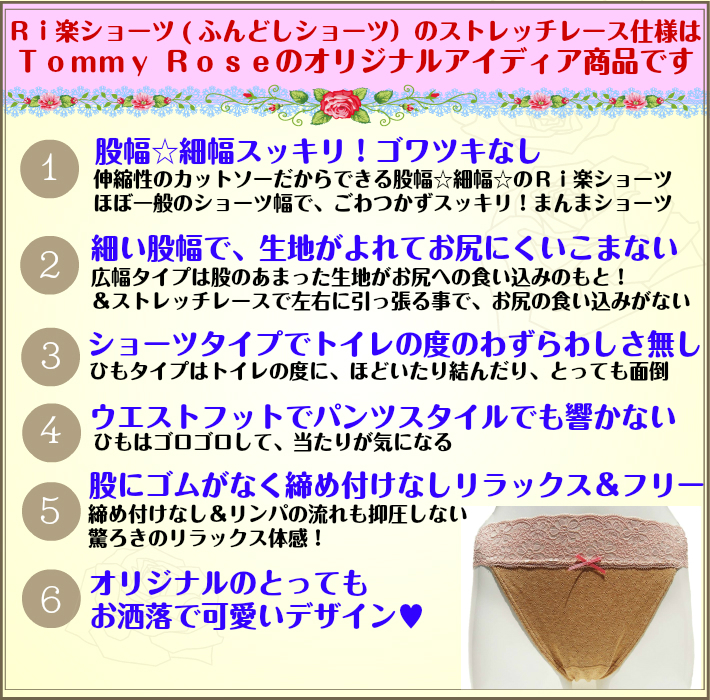 Ｒｉ楽ショーツ(ふんどしショーツ）のストレッチレース仕様は
Ｔｏｍｍｙ Ｒｏｓｅのオリジナルアイディア商品です
1
股幅☆細幅スッキリ！ゴワツキなし
伸縮性のカットソーだからできる股幅☆細幅☆のＲｉ楽ショーツ
ほぼ一般のショーツ幅で、ごわつかずスッキリ！まんまショーツ
2
細い股幅で、生地がよれてお尻にくいこまない
広幅タイプは股のあまった生地がお尻への食い込みのもと！
＆ストレッチレースで左右に引っ張る事で、お尻の食い込みがない
3
ショーツタイプでトイレの度のわずらわしさ無し
ひもタイプはトイレの度に、ほどいたり結んだり、とっても面倒
4
ウエストフットでパンツスタイルでも響かない
ひもはゴロゴロして、当たりが気になる
5
股にゴムがなく締め付けなしリラックス＆フリー
締め付けなし＆リンパの流れも抑圧しない
驚ろきのリラックス体感！
6
オリジナルのとっても
お洒落で可愛いデザイン♥